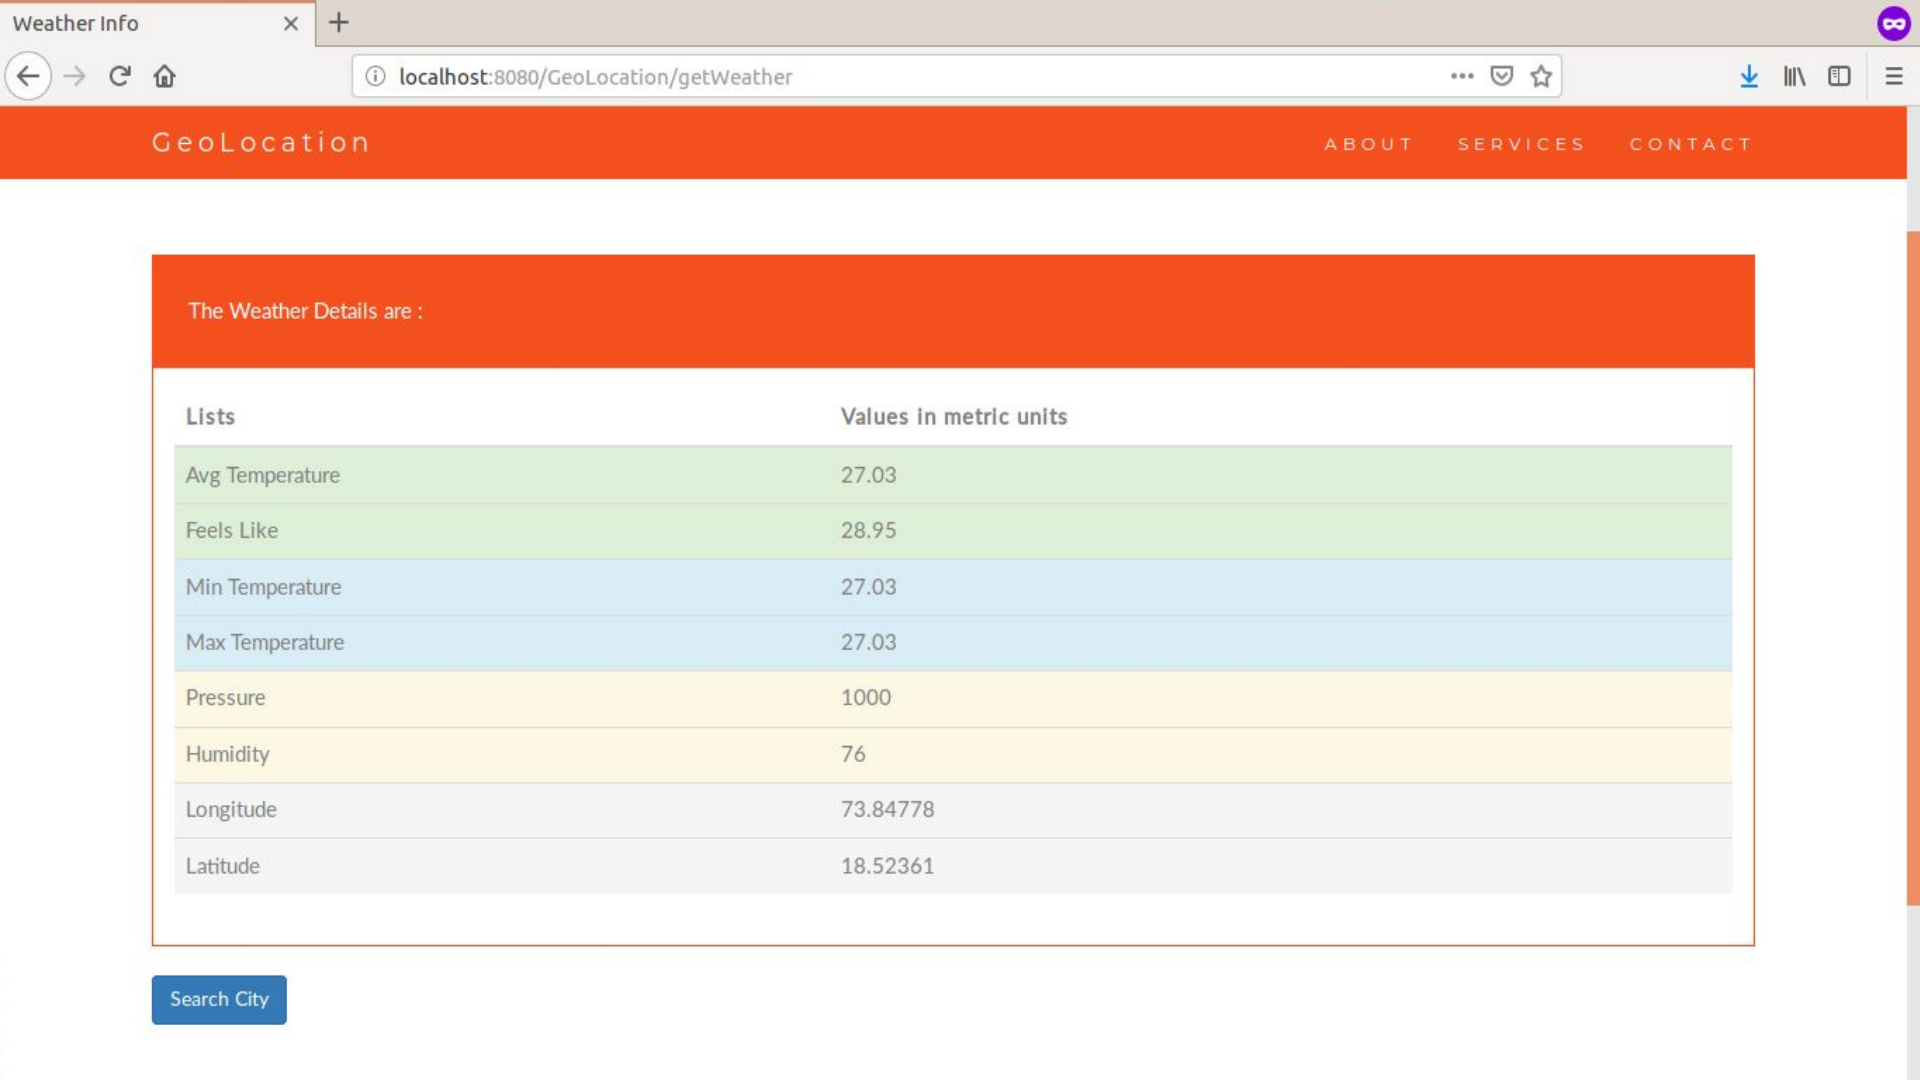 Weather Info
localhost:8080/GeoLocation/getWeather
GeoLocation ABOUT SERVICES CONTACT
The Weather Details are :
Lists Values in metric units
Avg Temperature 27.03
Feels Like 28.95
Min Temperature 27.03
Max Temperature 27.03
Pressure 1000
Humidity 76
Longitude 73.84778
Latitude 18.52361
Search City